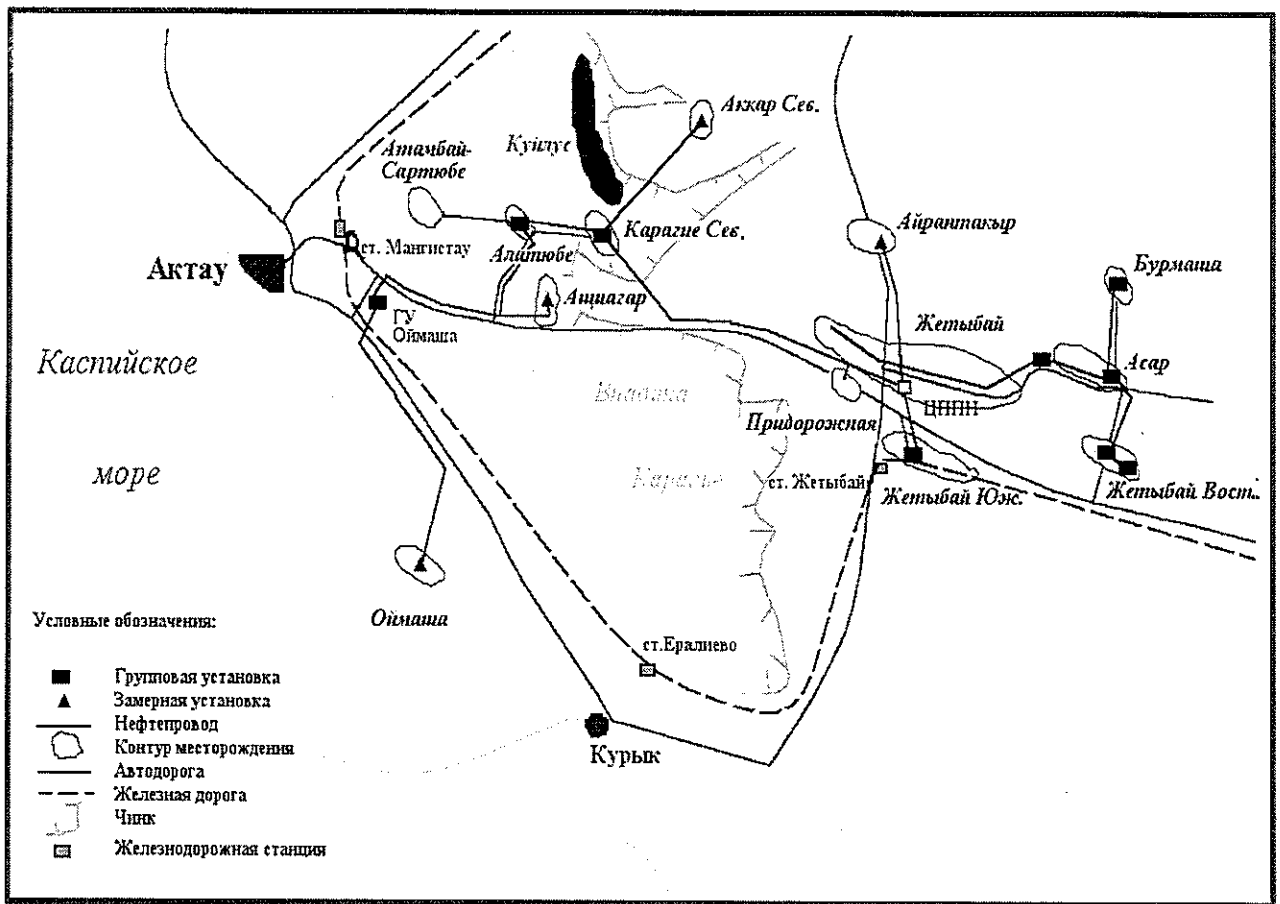 Аккар Сев.
Атамбай-
Сартюбе
Куйлус
Карагие Сев.
Айрантакыр
ст. Мангистау
Алатюбе
Бурмаша
Актау
Ащиагар
ГУ
Оймаша
Жетыбай
Каспийское
море
Асар
Впадина
ЦППН
Придорожная
ст. Жетыбай
Жетыбай Юж.
Жетыбай Вост.
Оймаша
ст.Ералиево
Курык
Условные обозначения:
Групповая установка
Замерная установка
Нефтепровод
Контур месторождения
Автодорога
Железная дорога
Чинк
Железнодорожная станция